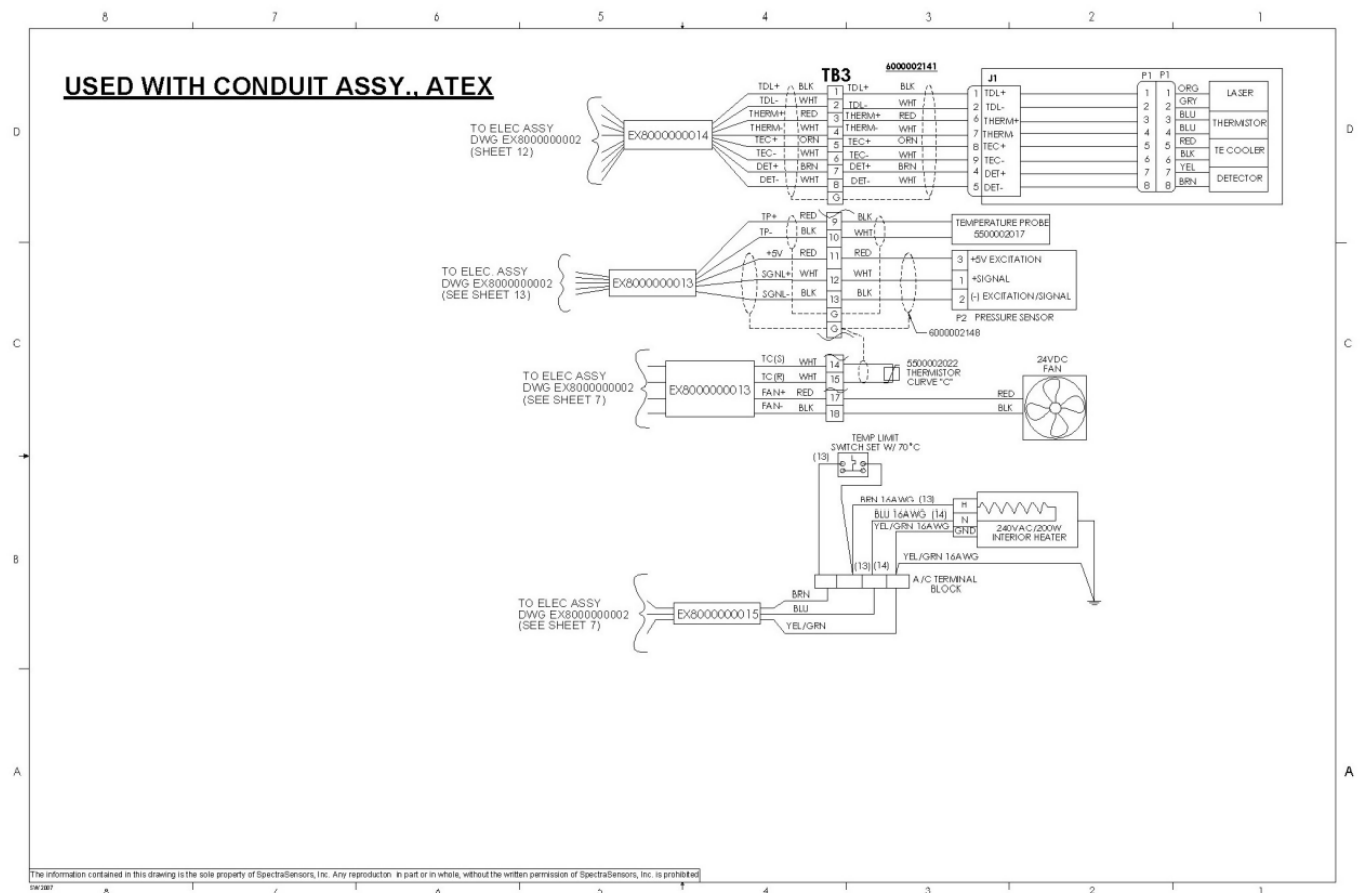 8 7 6 5 4 3 2 1
USED WITH CONDUIT ASSY., ATEX
D
D
TO ELEC ASSY
DWG EX8000000002
(SHEET 12)
EX8000000014
TB3
6000002141
TDL+ BLK 1 TDL+ BLK
TDL- WHT 2 TDL- WHT
THERM+ RED 3 THERM+ RED
THERM- WHT 4 THERM- WHT
TEC+ ORN 5 TEC+ ORN
TEC- WHT 6 TEC- WHT
DET+ BRN 7 DET+ BRN
DET- WHT 8 DET- WHT
G
J1
1 TDL+
2 TDL-
6 THERM+
7 THERM-
8 TEC+
9 TEC-
4 DET+
5 DET-
P1 P1
1 1 ORG
2 2 GRY
3 3 BLU
4 4 BLU
5 5 RED
6 6 BLK
7 7 YEL
8 8 BRN
LASER
THERMISTOR
TE COOLER
DETECTOR
TO ELEC. ASSY
DWG EX8000000002
(SEE SHEET 13)
EX8000000013
TP+ RED 9 BLK
TP- BLK 10 WHT
+5V RED 11 RED
SGNL+ WHT 12 WHT
SGNL- BLK 13 BLK
G
G
TEMPERATURE PROBE
5500002017
3 +5V EXCITATION
1 +SIGNAL
2 (-) EXCITATION/SIGNAL
P2 PRESSURE SENSOR
6000002148
C
C
TO ELEC ASSY
DWG EX8000000002
(SEE SHEET 7)
EX8000000013
TC(S) WHT 14
TC(R) WHT 15
FAN+ RED 17
FAN- BLK 18
5500002022
THERMISTOR
CURVE "C"
24VDC
FAN
RED
BLK
TEMP LIMIT
SWITCH SET W/ 70°C
(13)
BRN 16AWG (13)
BLU 16AWG (14)
YEL/GRN 16AWG
H
N
GND
240VAC/200W
INTERIOR HEATER
YEL/GRN 16AWG
(13) (14)
A/C TERMINAL
BLOCK
B
B
TO ELEC ASSY
DWG EX8000000002
(SEE SHEET 7)
EX8000000015
BRN
BLU
YEL/GRN
A
A
The information contained in this drawing is the sole property of SpectraSensors, Inc. Any reproducton in part or in whole, without the written permission of SpectraSensors, Inc. is prohibited
SW2007
8 7 6 5 4 3 2 1